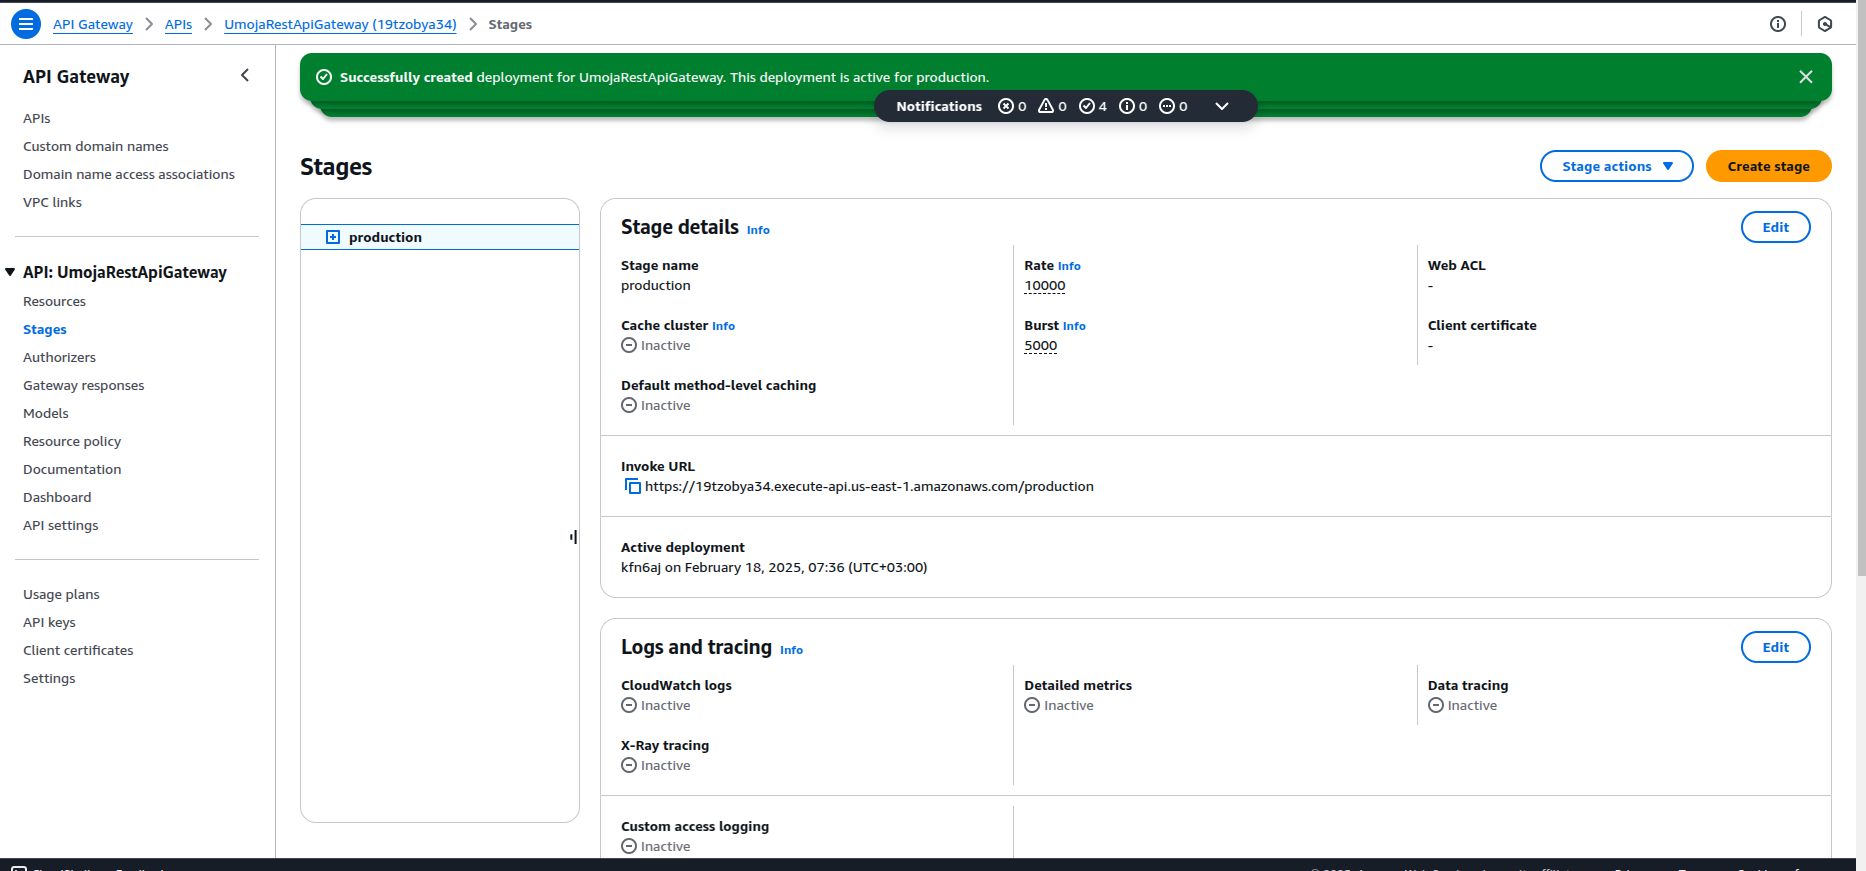 API Gateway > APIs > UmojaRestApiGateway (19tzobya34) > Stages
API Gateway
APIs
Custom domain names
Domain name access associations
VPC links
API: UmojaRestApiGateway
Resources
Stages
Authorizers
Gateway responses
Models
Resource policy
Documentation
Dashboard
API settings
Usage plans
API keys
Client certificates
Settings
Successfully created deployment for UmojaRestApiGateway. This deployment is active for production.
Notifications 0 0 4 0 0
Stages
Stage actions
Create stage
production
Stage details Info
Edit
Stage name
production
Rate Info
10000
Web ACL
-
Cache cluster Info
Inactive
Burst Info
5000
Client certificate
-
Default method-level caching
Inactive
Invoke URL
https://19tzobya34.execute-api.us-east-1.amazonaws.com/production
Active deployment
kfn6aj on February 18, 2025, 07:36 (UTC+03:00)
Logs and tracing Info
Edit
CloudWatch logs
Inactive
Detailed metrics
Inactive
Data tracing
Inactive
X-Ray tracing
Inactive
Custom access logging
Inactive